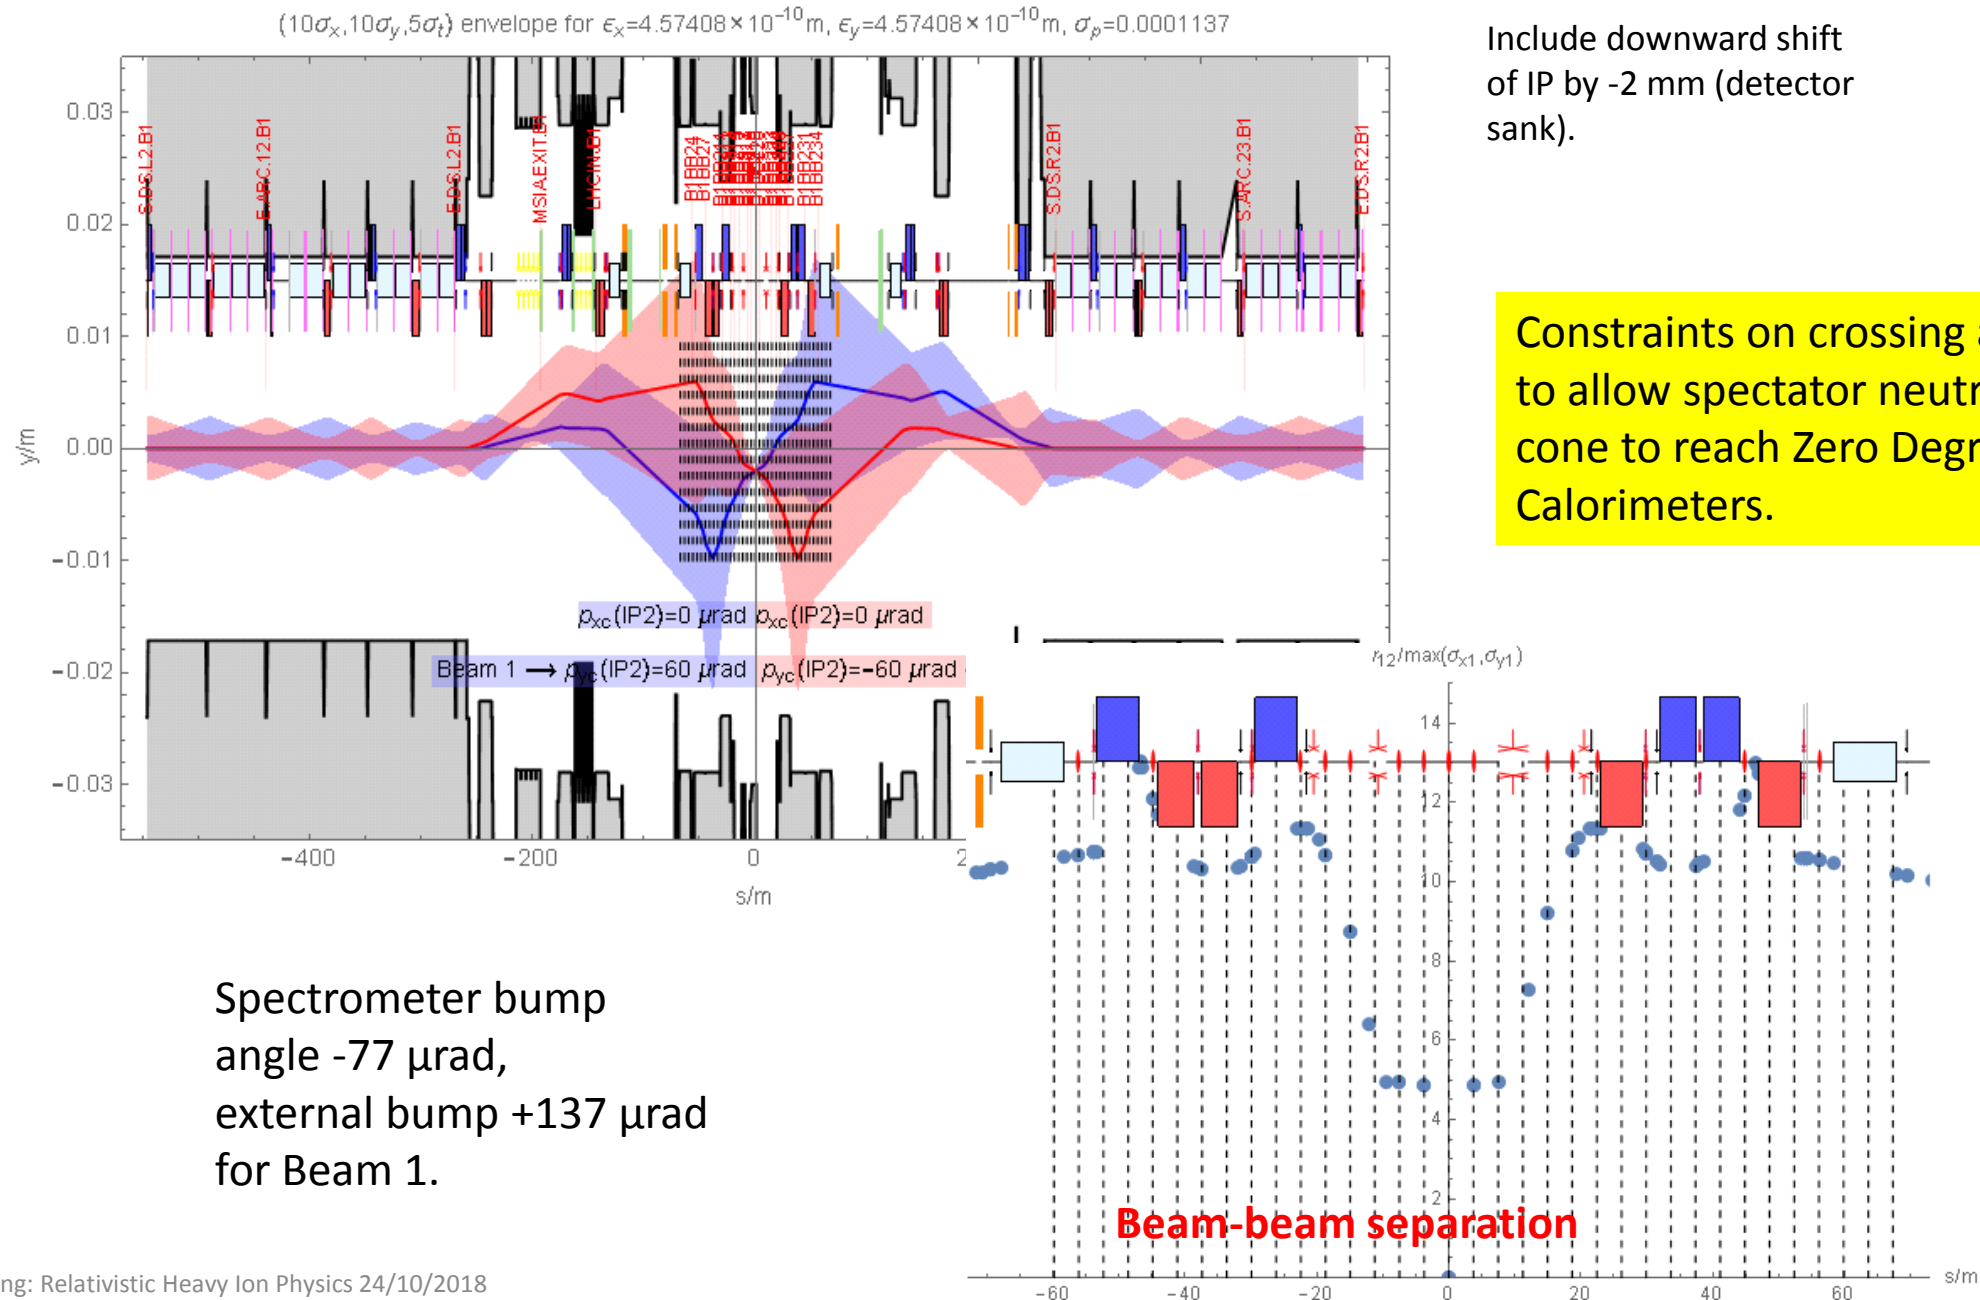 (10σx,10σy,5σt) envelope for εx=4.57408×10⁻¹⁰m, εy=4.57408×10⁻¹⁰m, σp=0.0001137
Include downward shift
of IP by -2 mm (detector
sank).
0.03
0.02
0.01
0.00
−0.01
−0.02
−0.03
y/m
S.DS.L2.B1
E.ARC.12.B1
E.DS.L2.B1
MSIAEXIT.B1
LHCIN.B1
B1BB24
B1BB27
B1BB231
B1BB234
S.DS.R2.B1
S.ARC.23.B1
E.DS.R2.B1
Constraints on crossing
to allow spectator neutr
cone to reach Zero Degr
Calorimeters.
pxc(IP2)=0 μrad pxc(IP2)=0 μrad
Beam 1 → pyc(IP2)=60 μrad pyc(IP2)=−60 μrad
−400 −200 0 2
s/m
r12/max(σx1,σy1)
14
12
10
8
6
4
2
Spectrometer bump
angle -77 μrad,
external bump +137 μrad
for Beam 1.
Beam-beam separation
−60 −40 −20 0 20 40 60
s/m
ng: Relativistic Heavy Ion Physics 24/10/2018